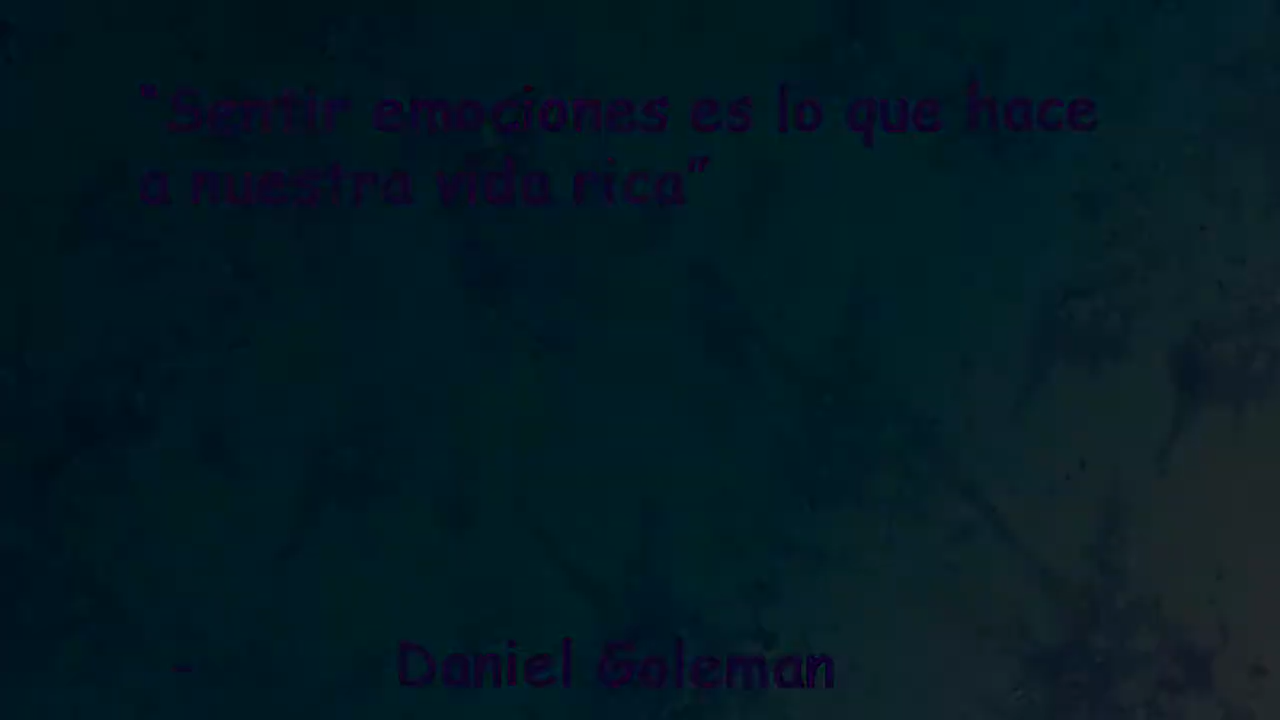 “Sentir emociones es lo que hace
a nuestra vida rica”
- Daniel Goleman